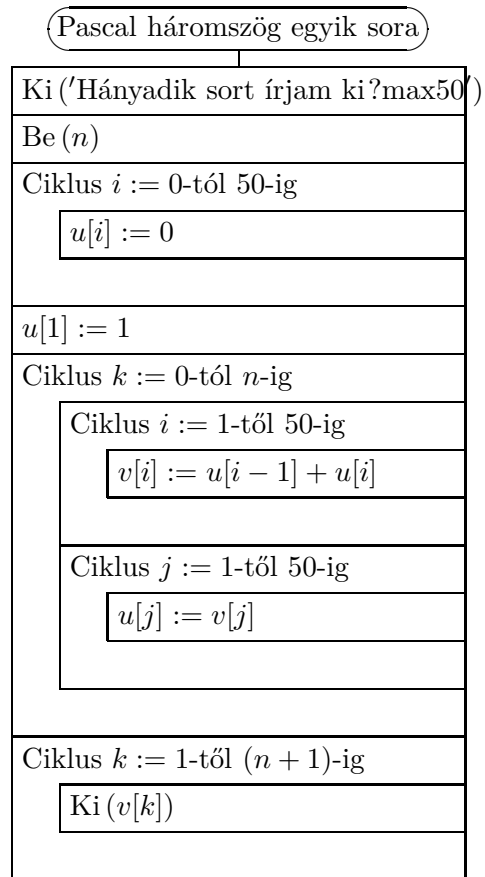 Pascal háromszög egyik sora
Ki ('Hányadik sort írjam ki?max50')
Be (n)
Ciklus i := 0-tól 50-ig
u[i] := 0
u[1] := 1
Ciklus k := 0-tól n-ig
Ciklus i := 1-től 50-ig
v[i] := u[i − 1] + u[i]
Ciklus j := 1-től 50-ig
u[j] := v[j]
Ciklus k := 1-től (n + 1)-ig
Ki (v[k])